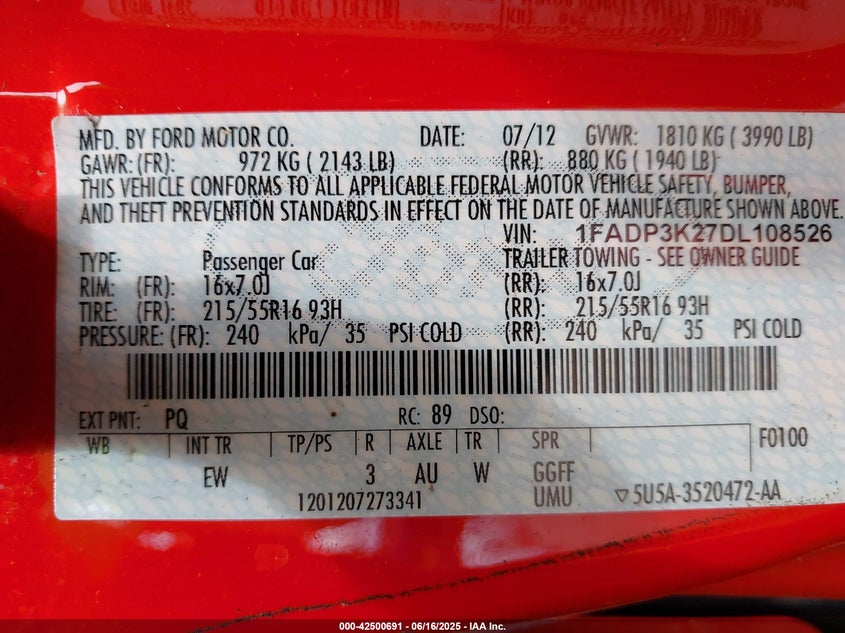 MFD. BY FORD MOTOR CO. DATE: 07/12 GVWR: 1810 KG ( 3990 LB)
GAWR: (FR): 972 KG ( 2143 LB) (RR): 880 KG ( 1940 LB)
THIS VEHICLE CONFORMS TO ALL APPLICABLE FEDERAL MOTOR VEHICLE SAFETY, BUMPER,
AND THEFT PREVENTION STANDARDS IN EFFECT ON THE DATE OF MANUFACTURE SHOWN ABOVE.
VIN: 1FADP3K27DL108526
TYPE: Passenger Car TRAILER TOWING - SEE OWNER GUIDE
RIM: (FR): 16x7.0J (RR): 16x7.0J
TIRE: (FR): 215/55R16 93H (RR): 215/55R16 93H
PRESSURE: (FR): 240 kPa/ 35 PSI COLD (RR): 240 kPa/ 35 PSI COLD
EXT PNT: PQ RC: 89 DSO:
WB INT TR TP/PS R AXLE TR SPR F0100
EW 3 AU W GGFF
1201207273341 UMU ▽5U5A-3520472-AA
000-42500691 - 06/16/2025 - IAA Inc.